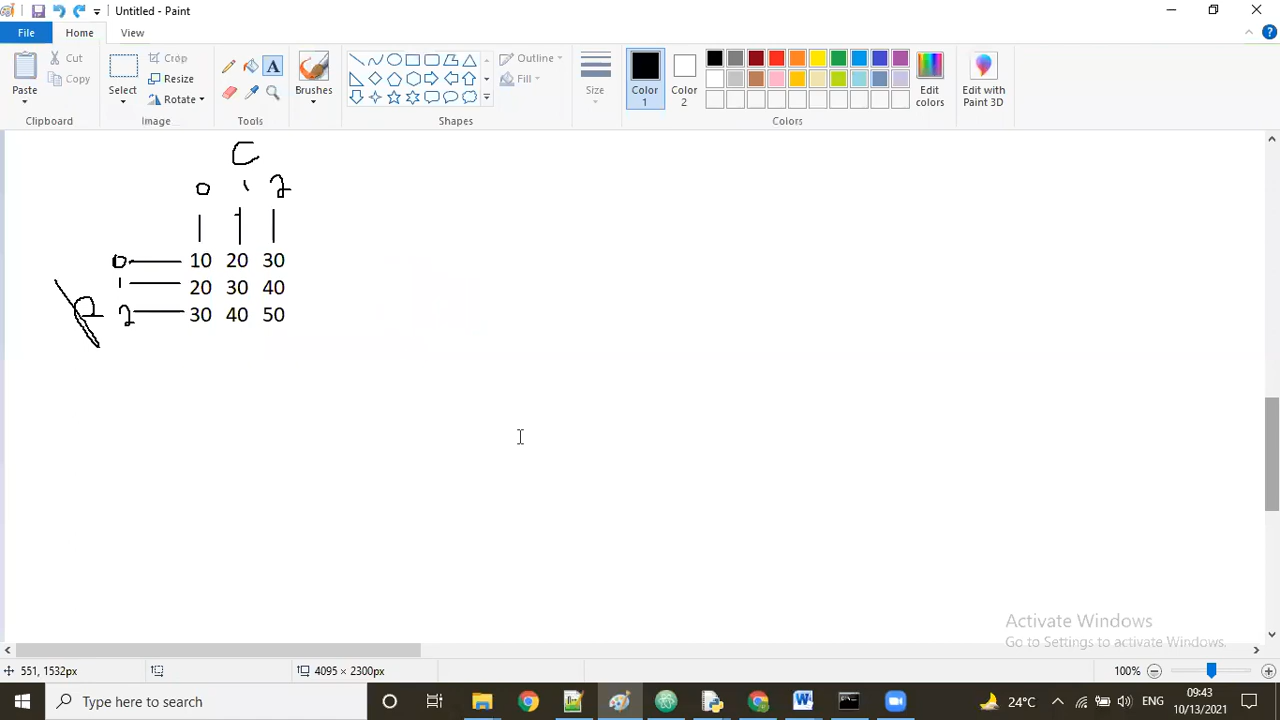 Untitled - Paint
File Home View
Cut
Copy
Paste
Clipboard
Crop
Resize
Rotate
Select
Image
A
Tools
Brushes
Outline
Fill
Shapes
Size
Color 1
Color 2
Edit colors
Edit with Paint 3D
Colors
C
0 1 2
0 10 20 30
1 20 30 40
2 30 40 50
R
Activate Windows
Go to Settings to activate Windows.
551, 1532px
4095 × 2300px
100%
Type here to search
24°C
ENG
09:43
10/13/2021